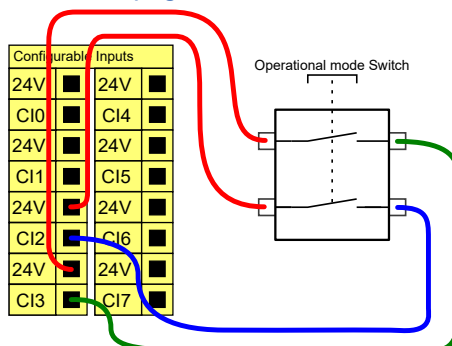 Configurable Inputs
24V 24V
CI0 CI4
24V 24V
CI1 CI5
24V 24V
CI2 CI6
24V 24V
CI3 CI7
Operational mode Switch